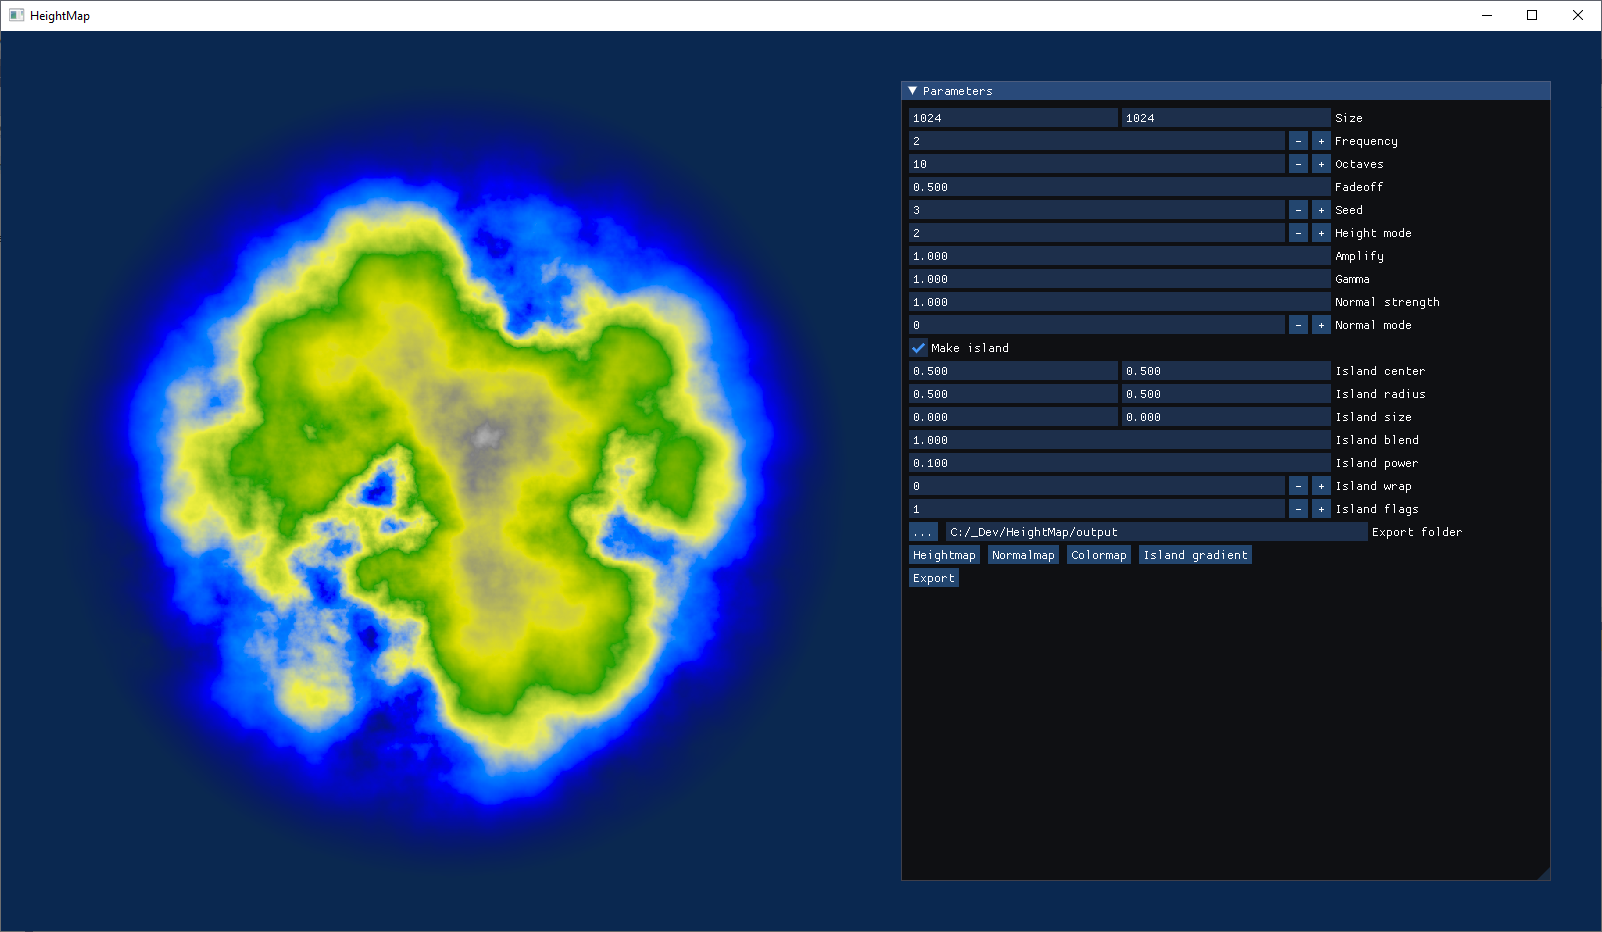 HeightMap
Parameters
1024 1024 Size
2 - + Frequency
10 - + Octaves
0.500 Fadeoff
3 - + Seed
2 - + Height mode
1.000 Amplify
1.000 Gamma
1.000 Normal strength
0 - + Normal mode
Make island
0.500 0.500 Island center
0.500 0.500 Island radius
0.000 0.000 Island size
1.000 Island blend
0.100 Island power
0 - + Island wrap
1 - + Island flags
... C:/_Dev/HeightMap/output Export folder
Heightmap Normalmap Colormap Island gradient
Export